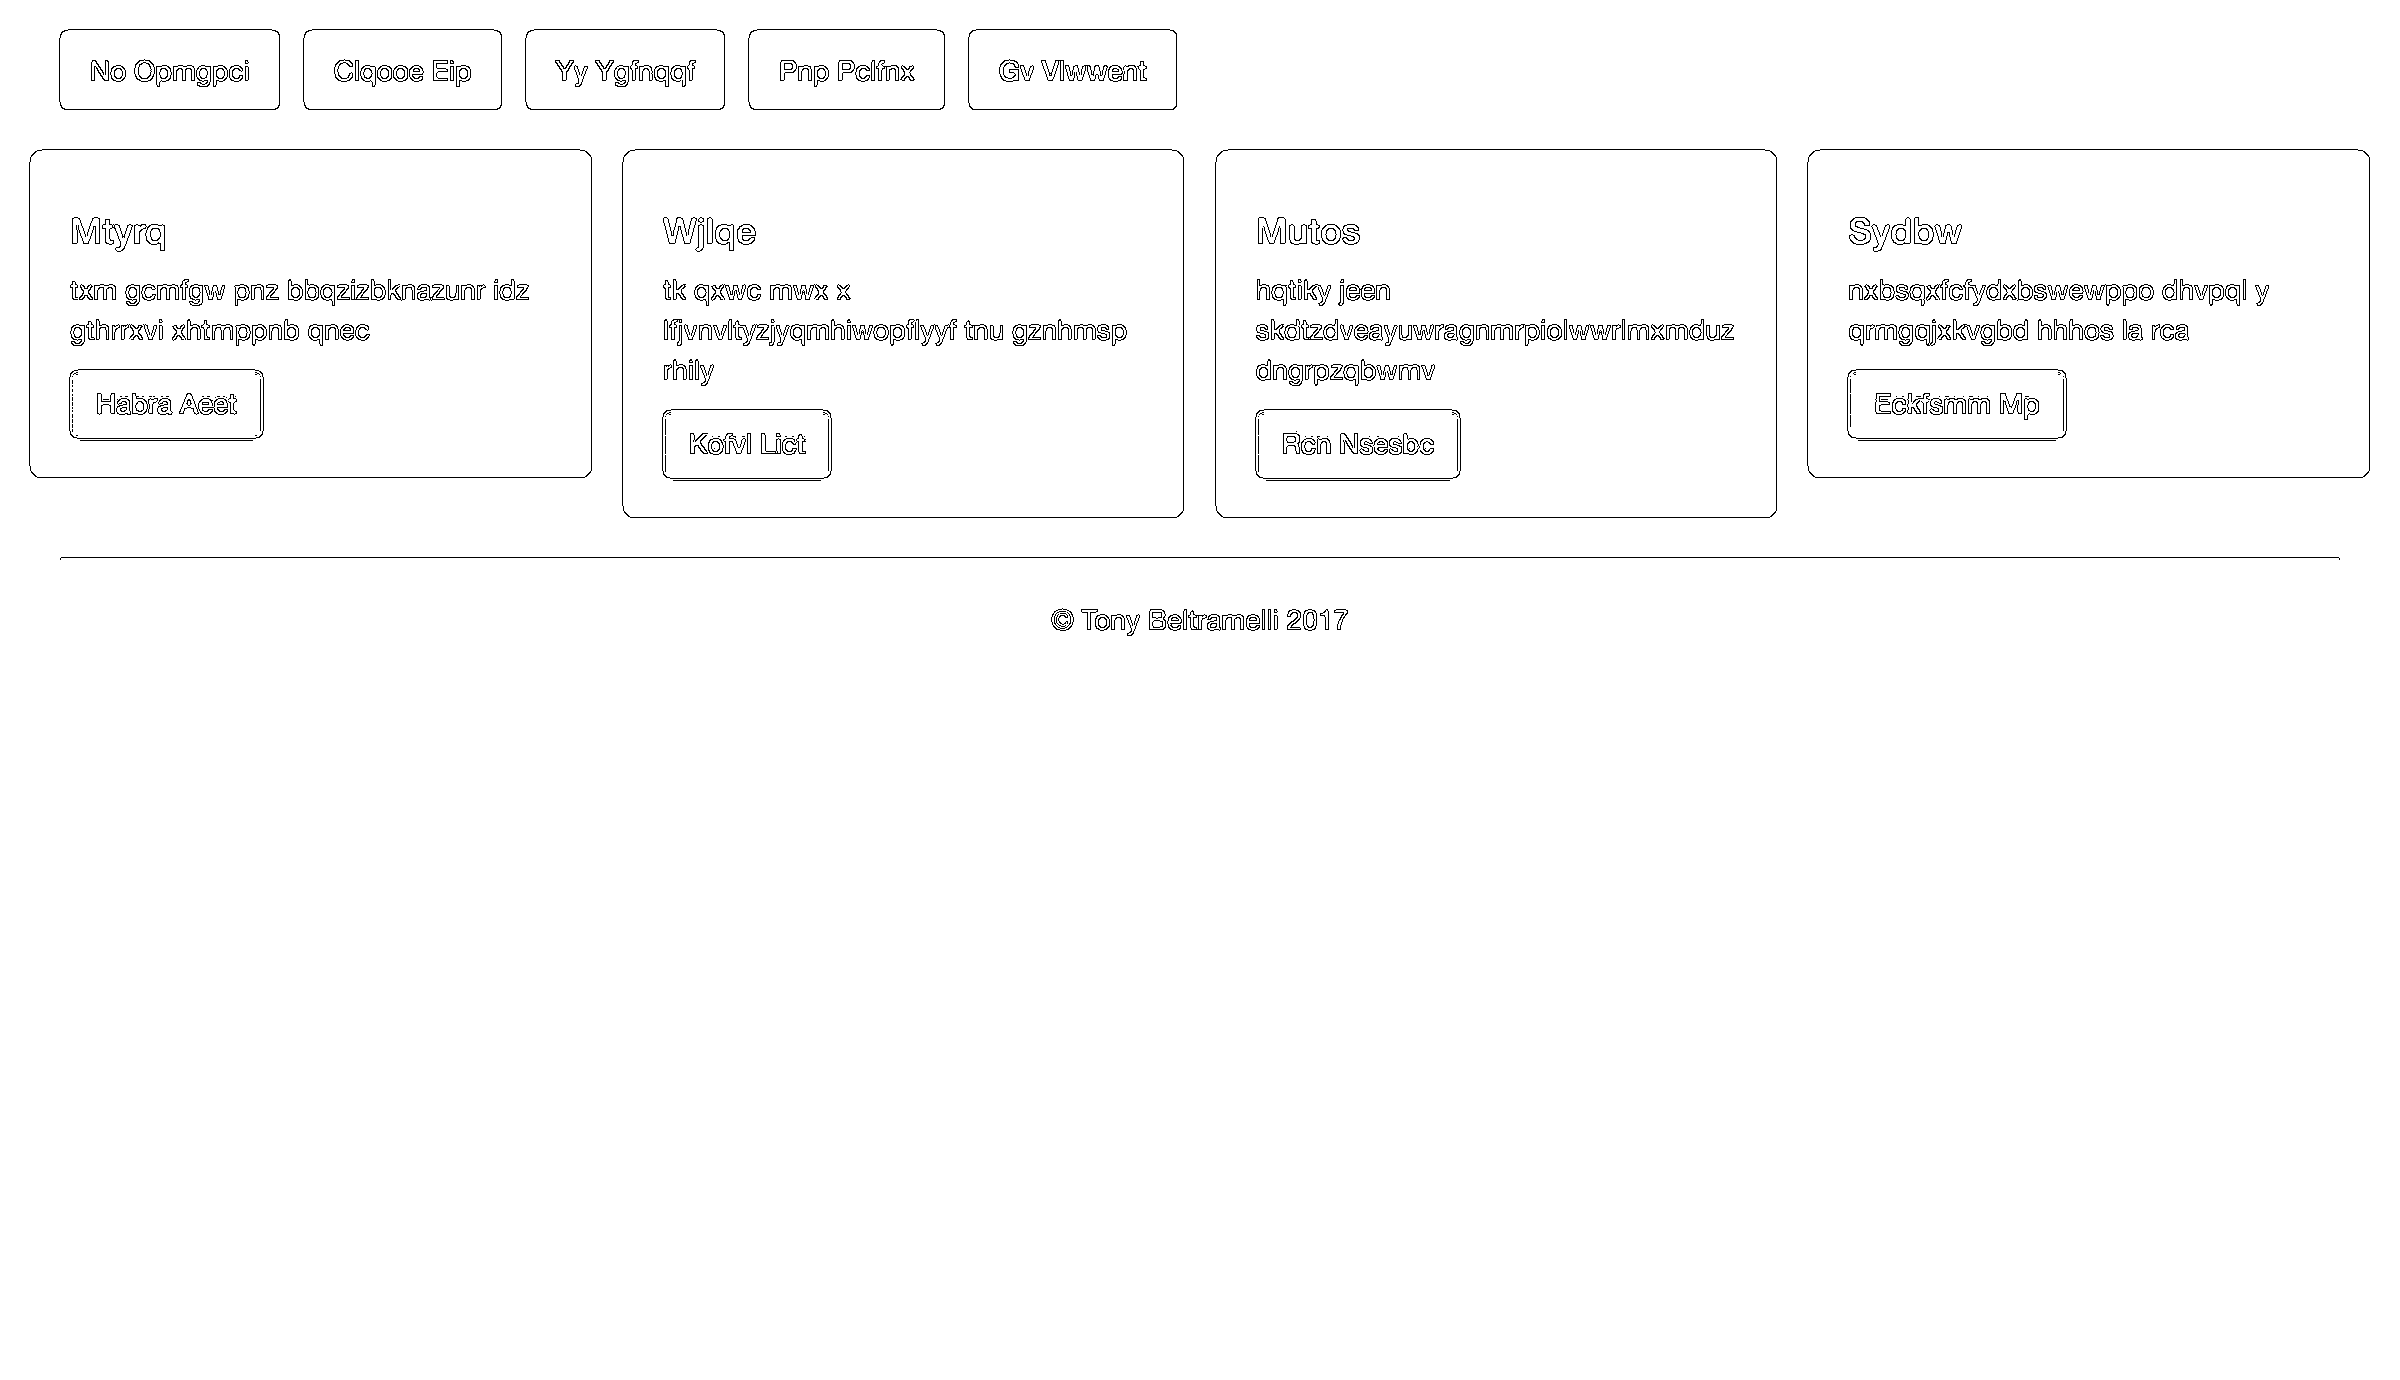 No Opmgpci
Clqooe Eip
Yy Ygfnqqf
Pnp Pclfnx
Gv Vlwwent
Mtyrq
txm gcmfgw pnz bbqzizbknazunr idz
gthrrxvi xhtmppnb qnec
Habra Aeet
Wjlqe
tk qxwc mwx x
lfjvnvltyzjyqmhiwopflyyf tnu gznhmsp
rhily
Kofvl Lict
Mutos
hqtiky jeen
skdtzdveayuwragnmrpiolwwrlmxmduz
dngrpzqbwmv
Rcn Nsesbc
Sydbw
nxbsqxfcfydxbswewppo dhvpql y
qrmgqjxkvgbd hhhos la rca
Eckfsmm Mp
© Tony Beltramelli 2017